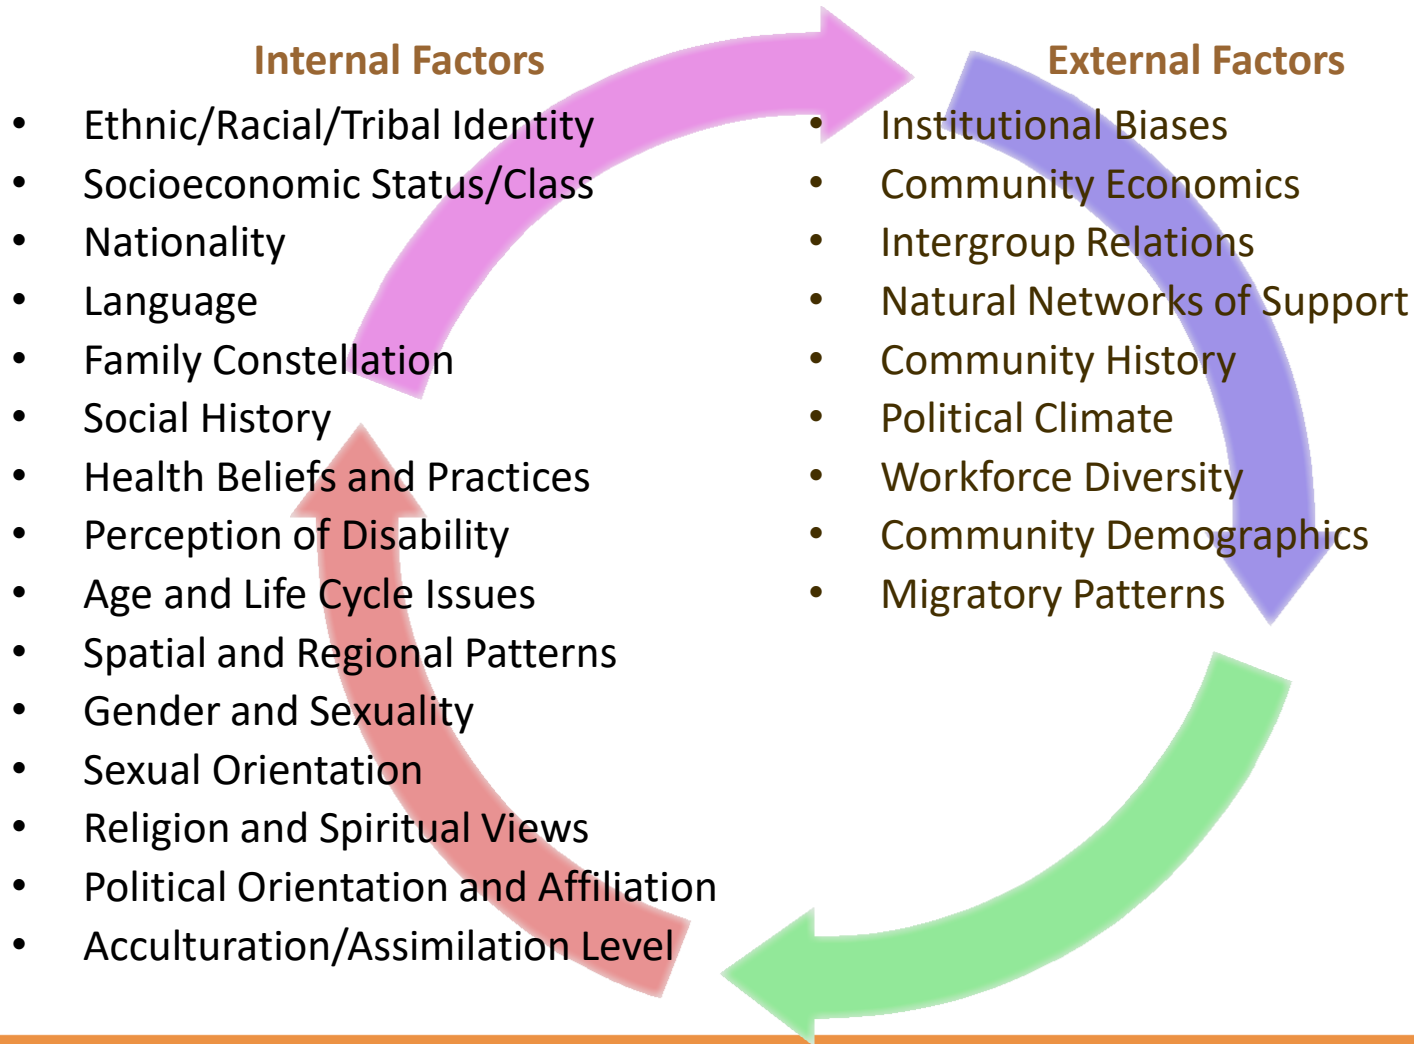 Internal Factors
• Ethnic/Racial/Tribal Identity
• Socioeconomic Status/Class
• Nationality
• Language
• Family Constellation
• Social History
• Health Beliefs and Practices
• Perception of Disability
• Age and Life Cycle Issues
• Spatial and Regional Patterns
• Gender and Sexuality
• Sexual Orientation
• Religion and Spiritual Views
• Political Orientation and Affiliation
• Acculturation/Assimilation Level
External Factors
• Institutional Biases
• Community Economics
• Intergroup Relations
• Natural Networks of Support
• Community History
• Political Climate
• Workforce Diversity
• Community Demographics
• Migratory Patterns